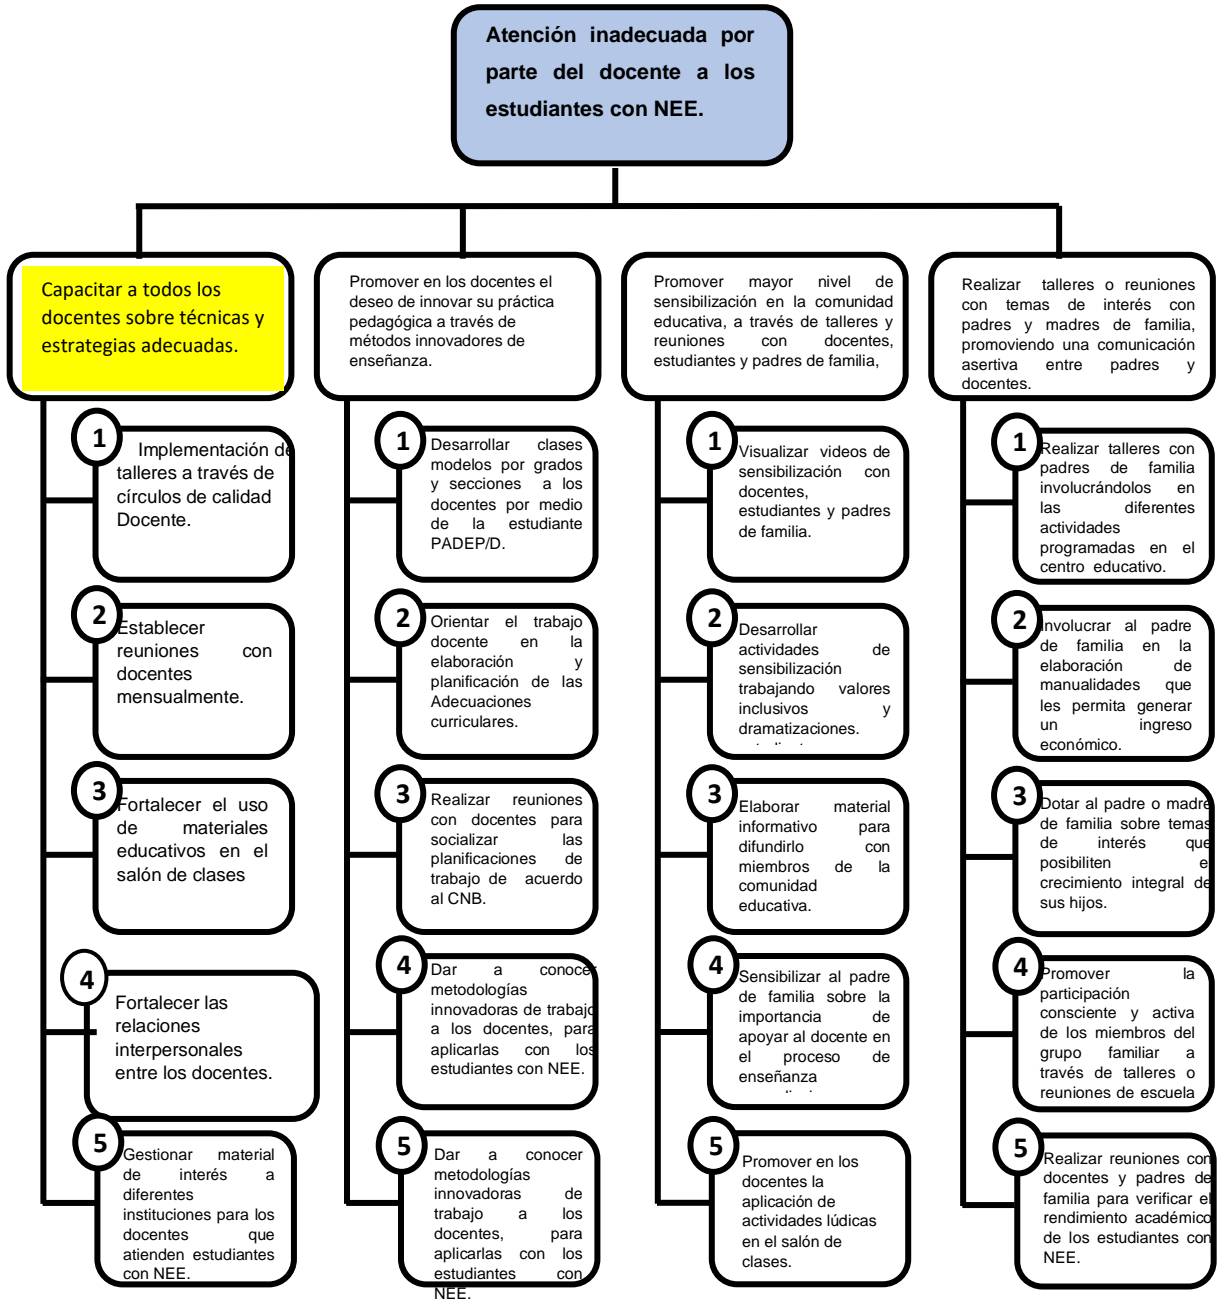 Atención inadecuada por
parte del docente a los
estudiantes con NEE.
Capacitar a todos los
docentes sobre técnicas y
estrategias adecuadas.
1
Implementación de
talleres a través de
círculos de calidad
Docente.
2
Establecer
reuniones con
docentes
mensualmente.
3
Fortalecer el uso
de materiales
educativos en el
salón de clases
4
Fortalecer las
relaciones
interpersonales
entre los docentes.
5
Gestionar material
de interés a
diferentes
instituciones para los
docentes que
atienden estudiantes
con NEE.
Promover en los docentes el
deseo de innovar su práctica
pedagógica a través de
métodos innovadores de
enseñanza.
1
Desarrollar clases
modelos por grados
y secciones a los
docentes por medio
de la estudiante
PADEP/D.
2
Orientar el trabajo
docente en la
elaboración y
planificación de las
Adecuaciones
curriculares.
3
Realizar reuniones
con docentes para
socializar las
planificaciones de
trabajo de acuerdo
al CNB.
4
Dar a conocer
metodologías
innovadoras de trabajo
a los docentes, para
aplicarlas con los
estudiantes con NEE.
5
Dar a conocer
metodologías
innovadoras de
trabajo a los
docentes, para
aplicarlas con los
estudiantes con
NEE.
Promover mayor nivel de
sensibilización en la comunidad
educativa, a través de talleres y
reuniones con docentes,
estudiantes y padres de familia,
1
Visualizar videos de
sensibilización con
docentes,
estudiantes y padres
de familia.
2
Desarrollar
actividades de
sensibilización
trabajando valores
inclusivos y
dramatizaciones.
3
Elaborar material
informativo para
difundirlo con
miembros de la
comunidad
educativa.
4
Sensibilizar al padre
de familia sobre la
importancia de
apoyar al docente en
el proceso de
enseñanza
5
Promover en los
docentes la
aplicación de
actividades lúdicas
en el salón de
clases.
Realizar talleres o reuniones
con temas de interés con
padres y madres de familia,
promoviendo una comunicación
asertiva entre padres y
docentes.
1
Realizar talleres con
padres de familia
involucrándolos en
las diferentes
actividades
programadas en el
centro educativo.
2
Involucrar al padre
de familia en la
elaboración de
manualidades que
les permita generar
un ingreso
económico.
3
Dotar al padre o madre
de familia sobre temas
de interés que
posibiliten el
crecimiento integral de
sus hijos.
4
Promover la
participación
consciente y activa
de los miembros del
grupo familiar a
través de talleres o
reuniones de escuela
5
Realizar reuniones con
docentes y padres de
familia para verificar el
rendimiento académico
de los estudiantes con
NEE.